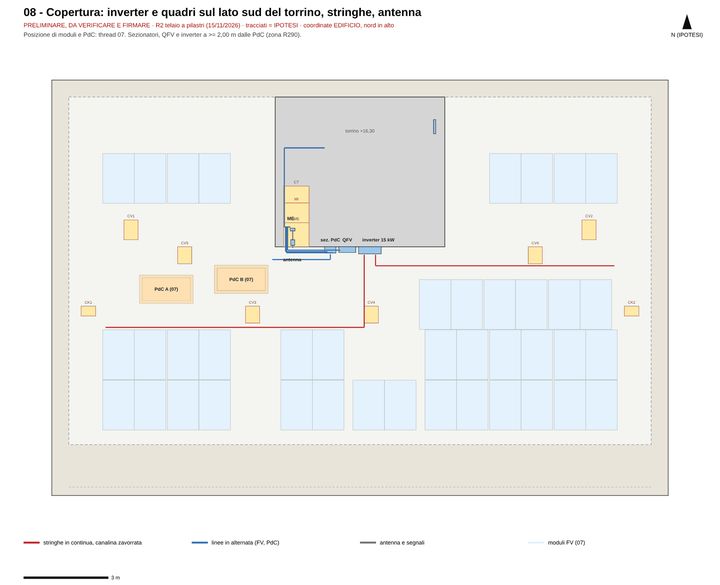 08 - Copertura: inverter e quadri sul lato sud del torrino, stringhe, antenna
PRELIMINARE, DA VERIFICARE E FIRMARE · R2 telaio a pilastri (15/11/2026) · tracciati = IPOTESI · coordinate EDIFICIO, nord in alto
Posizione di moduli e PdC: thread 07. Sezionatori, QFV e inverter a >= 2,00 m dalle PdC (zona R290).
N (IPOTESI)
torrino +16,30
CT
MI
ME
CV1
CV2
sez. PdC QFV inverter 15 kW
CV5
CV6
antenna
PdC B (07)
PdC A (07)
CK1
CV3
CV4
CK2
stringhe in continua, canalina zavorrata
linee in alternata (FV, PdC)
antenna e segnali
moduli FV (07)
3 m